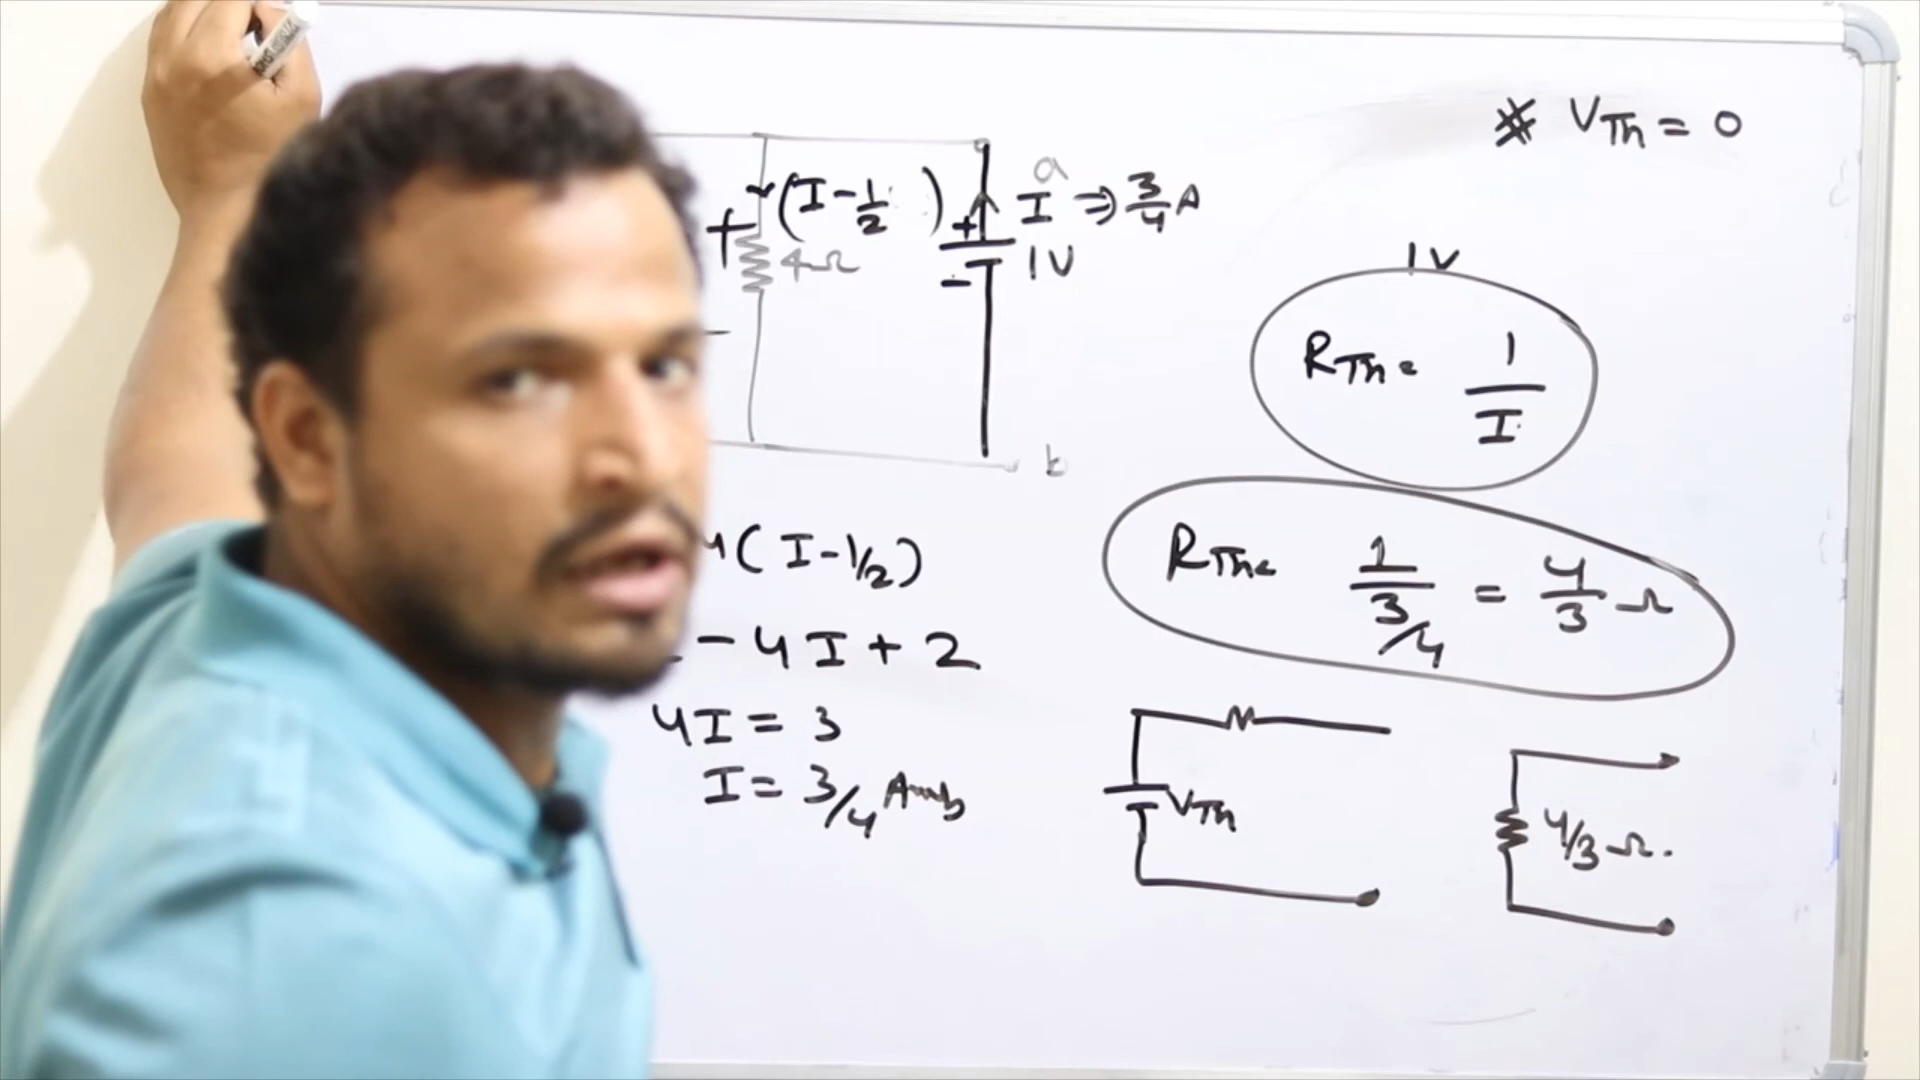 * VTh = 0
+ (I-1/2) + I ⇒ 3/4 A
a
4Ω - 1V
b
1V
RTh = 1/I
4(I-1/2)
RTh = 1/3/4 = 4/3 Ω
- 4I + 2
4I = 3
I = 3/4
VTh
4/3 Ω.